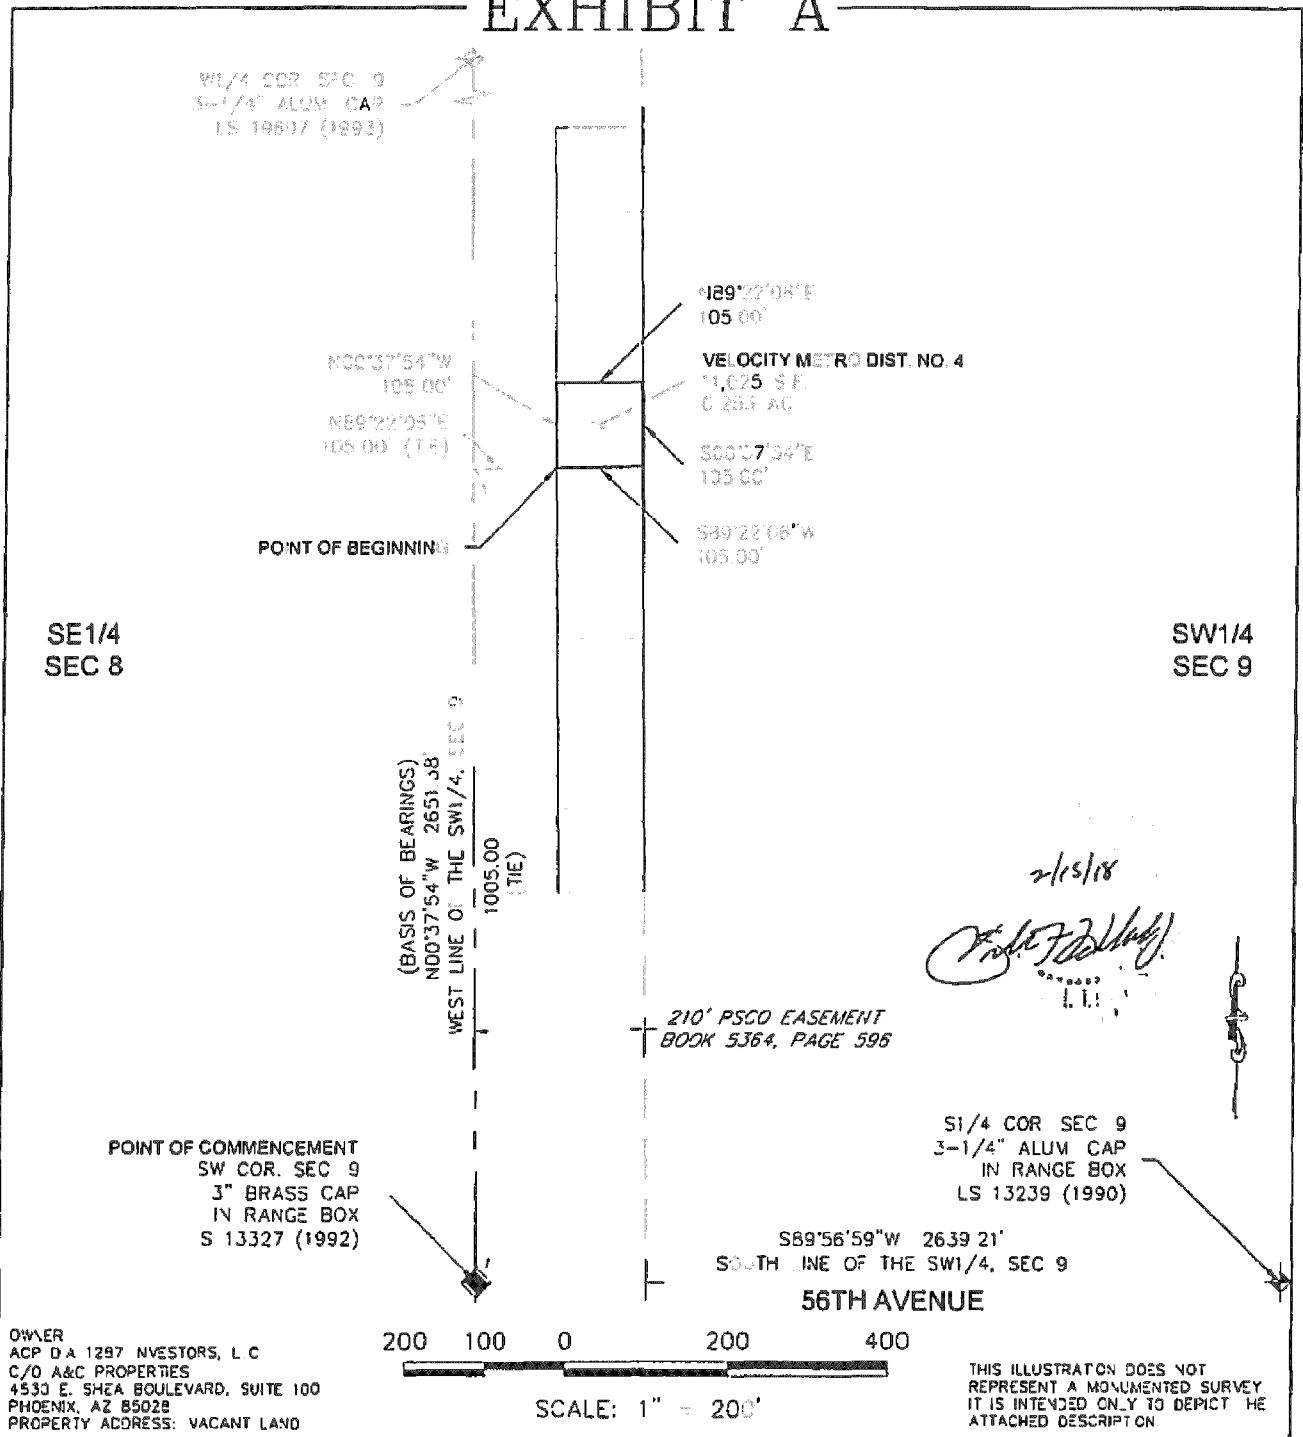 EXHIBIT A
W1/4 COR SEC 9
3-1/4" ALUM CAP
LS 19607 (1993)
N89°22'06"E
105.00'
N00°37'54"W
105.00'
VELOCITY METRO DIST. NO. 4
11,025 S.F.
0.253 AC
N89°22'06"E
105.00' (TIE)
S00°37'54"E
105.00'
POINT OF BEGINNING
S89°22'06"W
105.00'
SE1/4
SEC 8
SW1/4
SEC 9
(BASIS OF BEARINGS)
N00°37'54"W 2651.38'
WEST LINE OF THE SW1/4, SEC 9
1005.00
(TIE)
2/15/18
210' PSCO EASEMENT
BOOK 5364, PAGE 596
POINT OF COMMENCEMENT
SW COR. SEC 9
3" BRASS CAP
IN RANGE BOX
S 13327 (1992)
S1/4 COR SEC 9
3-1/4" ALUM CAP
IN RANGE BOX
LS 13239 (1990)
S89°56'59"W 2639 21'
SOUTH LINE OF THE SW1/4, SEC 9
56TH AVENUE
OWNER
ACP DIA 1287 INVESTORS, LLC
C/O A&C PROPERTIES
4530 E. SHEA BOULEVARD, SUITE 100
PHOENIX, AZ 85028
PROPERTY ADDRESS: VACANT LAND
200 100 0 200 400
SCALE: 1" = 200'
THIS ILLUSTRATION DOES NOT
REPRESENT A MONUMENTED SURVEY
IT IS INTENDED ONLY TO DEPICT THE
ATTACHED DESCRIPTION